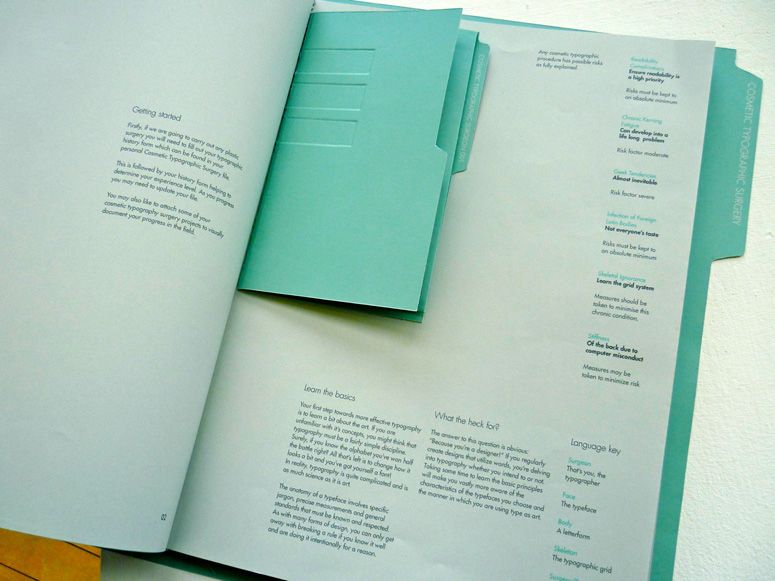 Getting started
Firstly, if we are going to carry out any plastic
surgery you will need to fill out your typographic
history form which can be found in your
personal Cosmetic Typographic Surgery file.
This is followed by your history form helping to
determine your experience level. As you progress
you may need to update your file.
You may also like to attach some of your
cosmetic typography surgery projects to visually
document your progress in the field.
02
COSMETIC TYPOGRAPHIC SURGERY
Any cosmetic typographic
procedure has possible risks
as fully explained.
Readability
Complications
Ensure readability is
a high priority
Risks must be kept to
an absolute minimum
Chronic Kerning
Fatigue
Can develop into a
life long problem
Risk factor moderate
Geek Tendencies
Almost inevitable
Risk factor severe
Infection of Foreign
Latin Bodies
Not everyone's taste
Risks must be kept to
an absolute minimum
Skeletal Ignorance
Learn the grid system
Measures should be
taken to minimise this
chronic condition.
Stiffness
Of the back due to
computer misconduct
Measures may be
taken to minimize risk
COSMETIC TYPOGRAPHIC SURGERY
Learn the basics
Your first step towards more effective typography
is to learn a bit about the art. If you are
unfamiliar with it's concepts, you might think that
typography must be a fairly simple discipline.
Surely, if you know the alphabet you've won half
the battle right? All that's left is to change how it
looks a bit and you've got yourself a font!
In reality, typography is quite complicated and is
as much science as it is art.
The anatomy of a typeface involves specific
jargon, precise measurements and general
standards that must be known and respected.
As with many forms of design, you can only get
away with breaking a rule if you know it well
and are doing it intentionally for a reason.
What the heck for?
The answer to this question is obvious:
"Because you're a designer!" If you regularly
create designs that utilize words, you're delving
into typography whether you intend to or not.
Taking some time to learn the basic principles
will make you vastly more aware of the
characteristics of the typefaces you choose and
the manner in which you are using type as art.
Language key
Surgeon
That's you, the
typographer
Face
The typeface
Body
A letterform
Skeleton
The typographic grid